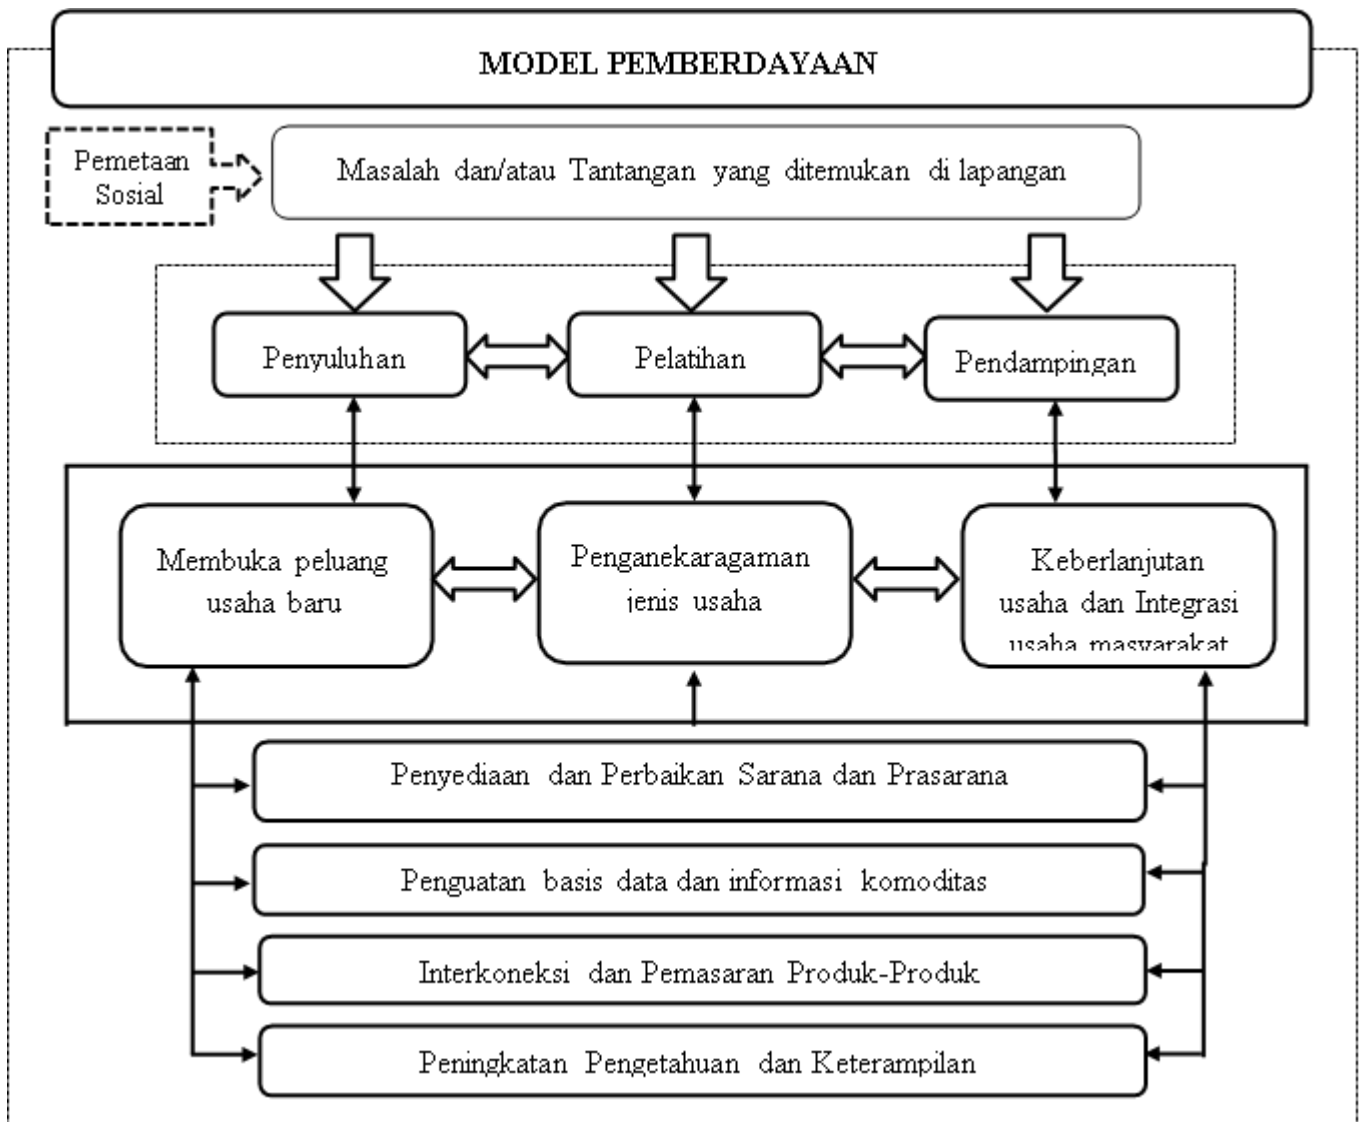 MODEL PEMBERDAYAAN
Pemetaan
Sosial
Masalah dan/atau Tantangan yang ditemukan di lapangan
Penyuluhan
Pelatihan
Pendampingan
Membuka peluang
usaha baru
Penganekaragaman
jenis usaha
Keberlanjutan
usaha dan Integrasi
usaha masyarakat
Penyediaan dan Perbaikan Sarana dan Prasarana
Penguatan basis data dan informasi komoditas
Interkoneksi dan Pemasaran Produk-Produk
Peningkatan Pengetahuan dan Keterampilan